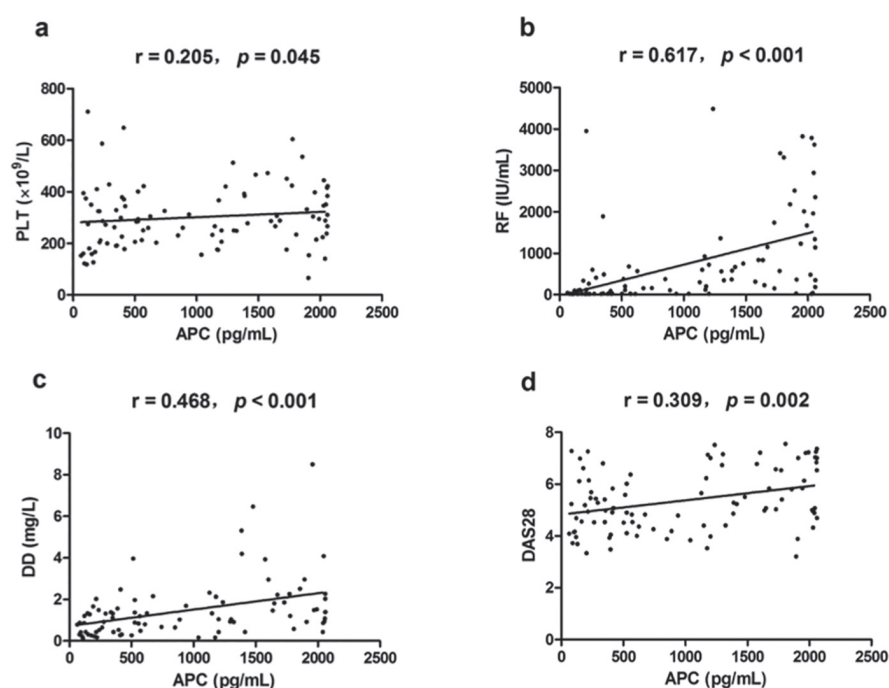 a
r = 0.205, p = 0.045
800
600
400
200
0
PLT (×10⁹/L)
0 500 1000 1500 2000 2500
APC (pg/mL)
b
r = 0.617, p < 0.001
5000
4000
3000
2000
1000
0
RF (IU/mL)
0 500 1000 1500 2000 2500
APC (pg/mL)
c
r = 0.468, p < 0.001
10
8
6
4
2
0
DD (mg/L)
0 500 1000 1500 2000 2500
APC (pg/mL)
d
r = 0.309, p = 0.002
8
6
4
2
0
DAS28
0 500 1000 1500 2000 2500
APC (pg/mL)